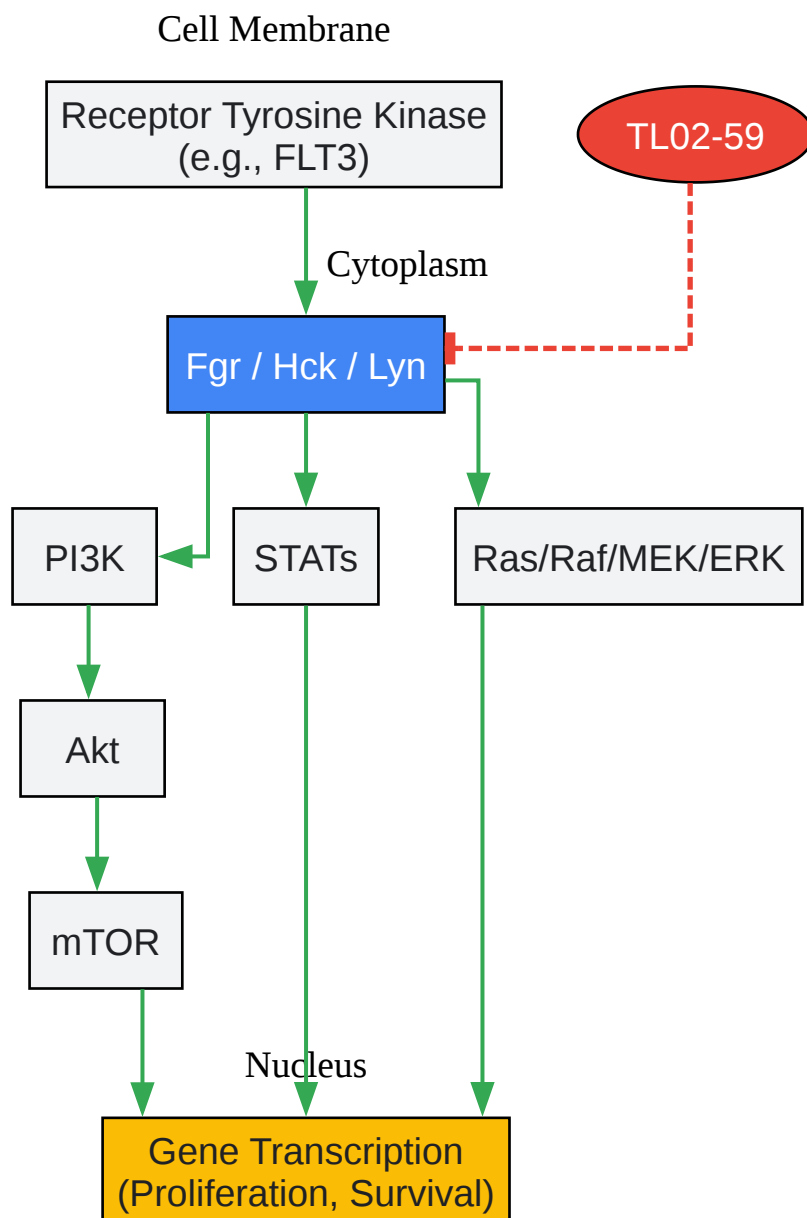 Cell Membrane
Receptor Tyrosine Kinase
(e.g., FLT3)
TL02-59
Cytoplasm
Fgr / Hck / Lyn
PI3K
STATs
Ras/Raf/MEK/ERK
Akt
mTOR
Nucleus
Gene Transcription
(Proliferation, Survival)